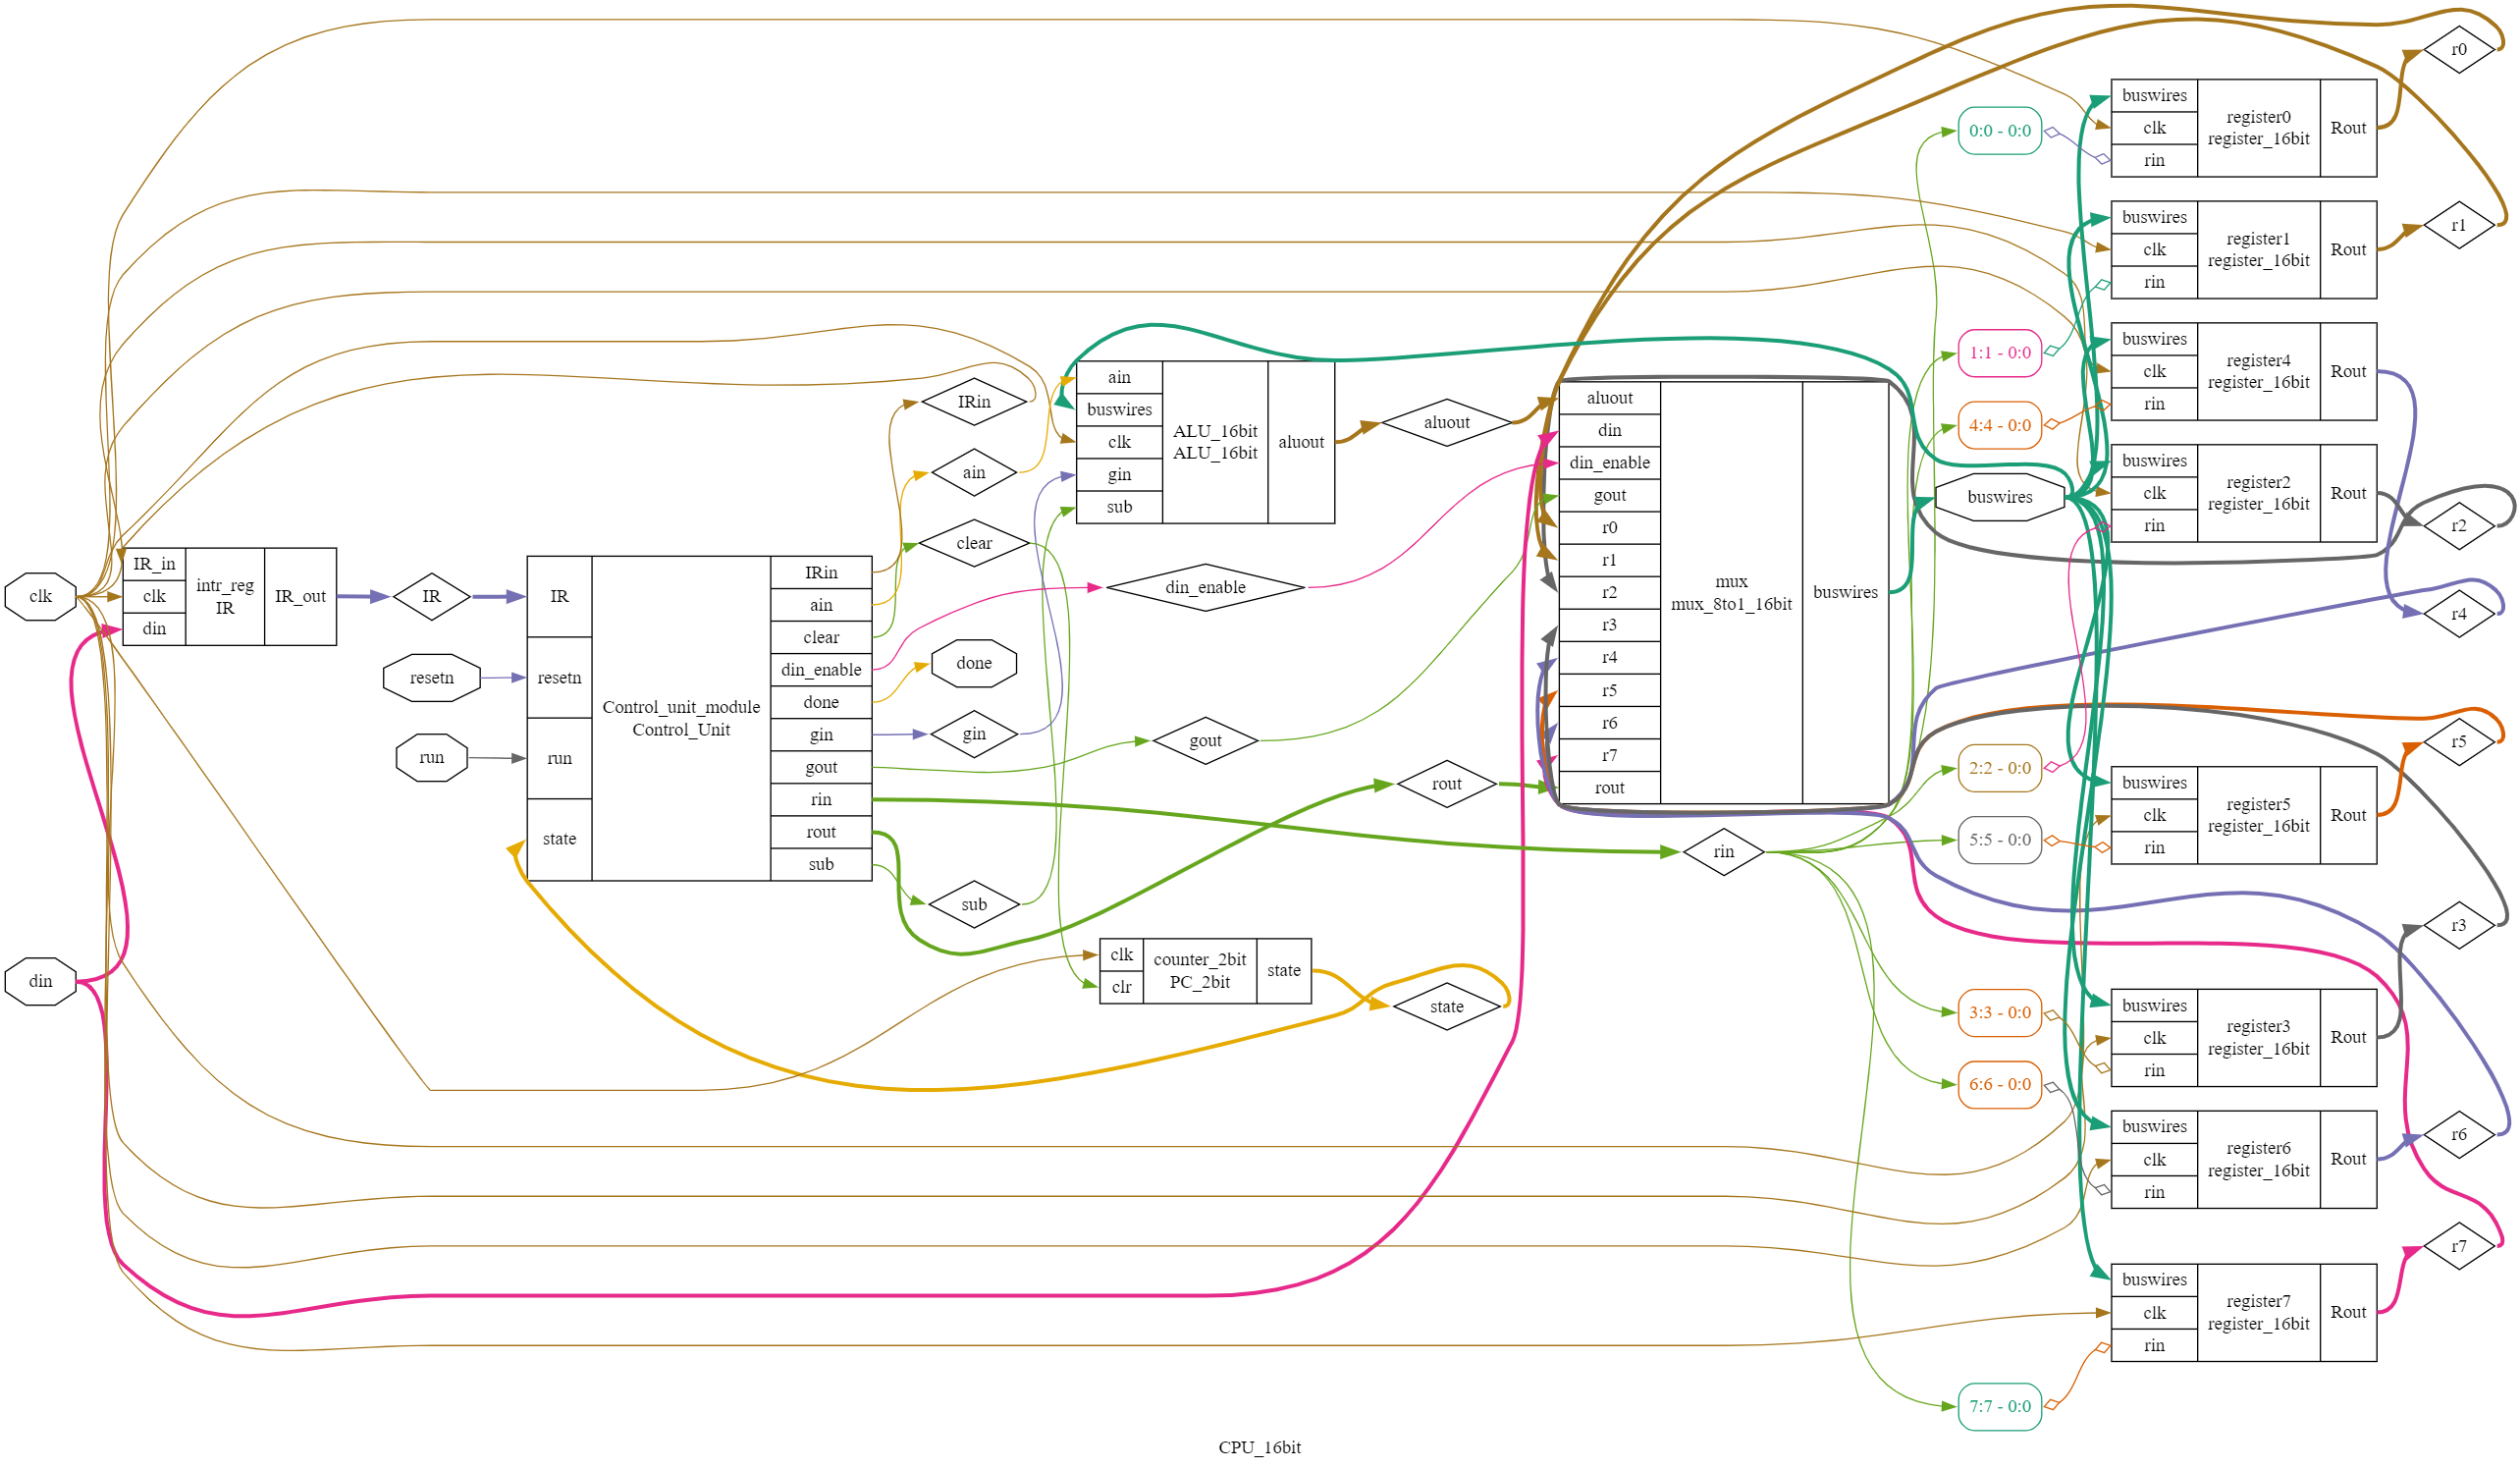 clk
din
IR_in
clk
din
intr_reg
IR
IR_out
IR
resetn
run
IR
resetn
run
state
Control_unit_module
Control_Unit
IRin
ain
clear
din_enable
done
gin
gout
rin
rout
sub
IRin
ain
clear
done
gin
sub
ain
buswires
clk
gin
sub
ALU_16bit
ALU_16bit
aluout
din_enable
gout
clk
clr
counter_2bit
PC_2bit
state
aluout
rout
state
aluout
din
din_enable
gout
r0
r1
r2
r3
r4
r5
r6
r7
rout
mux
mux_8to1_16bit
buswires
rin
buswires
0:0 - 0:0
1:1 - 0:0
4:4 - 0:0
2:2 - 0:0
5:5 - 0:0
3:3 - 0:0
6:6 - 0:0
7:7 - 0:0
buswires
clk
rin
register0
register_16bit
Rout
buswires
clk
rin
register1
register_16bit
Rout
buswires
clk
rin
register4
register_16bit
Rout
buswires
clk
rin
register2
register_16bit
Rout
buswires
clk
rin
register5
register_16bit
Rout
buswires
clk
rin
register3
register_16bit
Rout
buswires
clk
rin
register6
register_16bit
Rout
buswires
clk
rin
register7
register_16bit
Rout
r0
r1
r2
r4
r5
r3
r6
r7
CPU_16bit